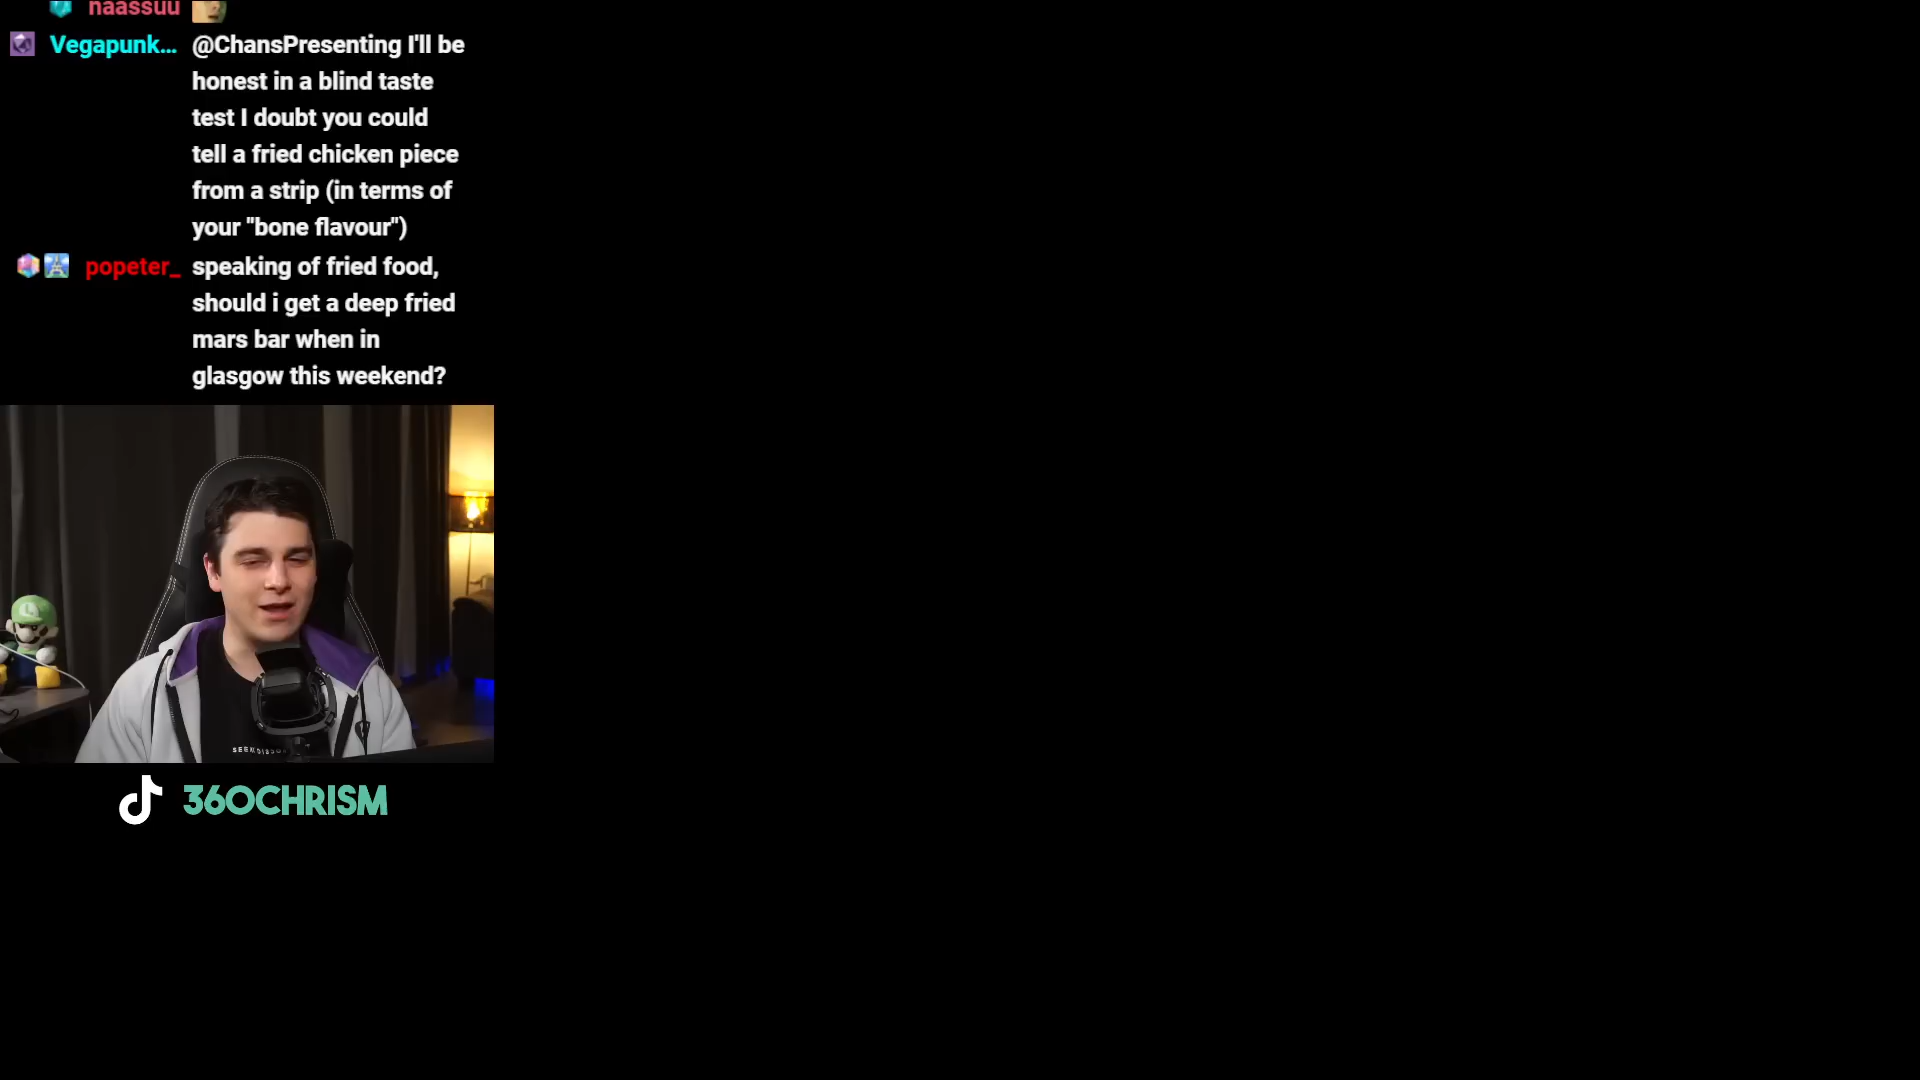 naassuu
Vegapunk... @ChansPresenting I'll be
honest in a blind taste
test I doubt you could
tell a fried chicken piece
from a strip (in terms of
your "bone flavour")
popeter_ speaking of fried food,
should i get a deep fried
mars bar when in
glasgow this weekend?
360CHRISM